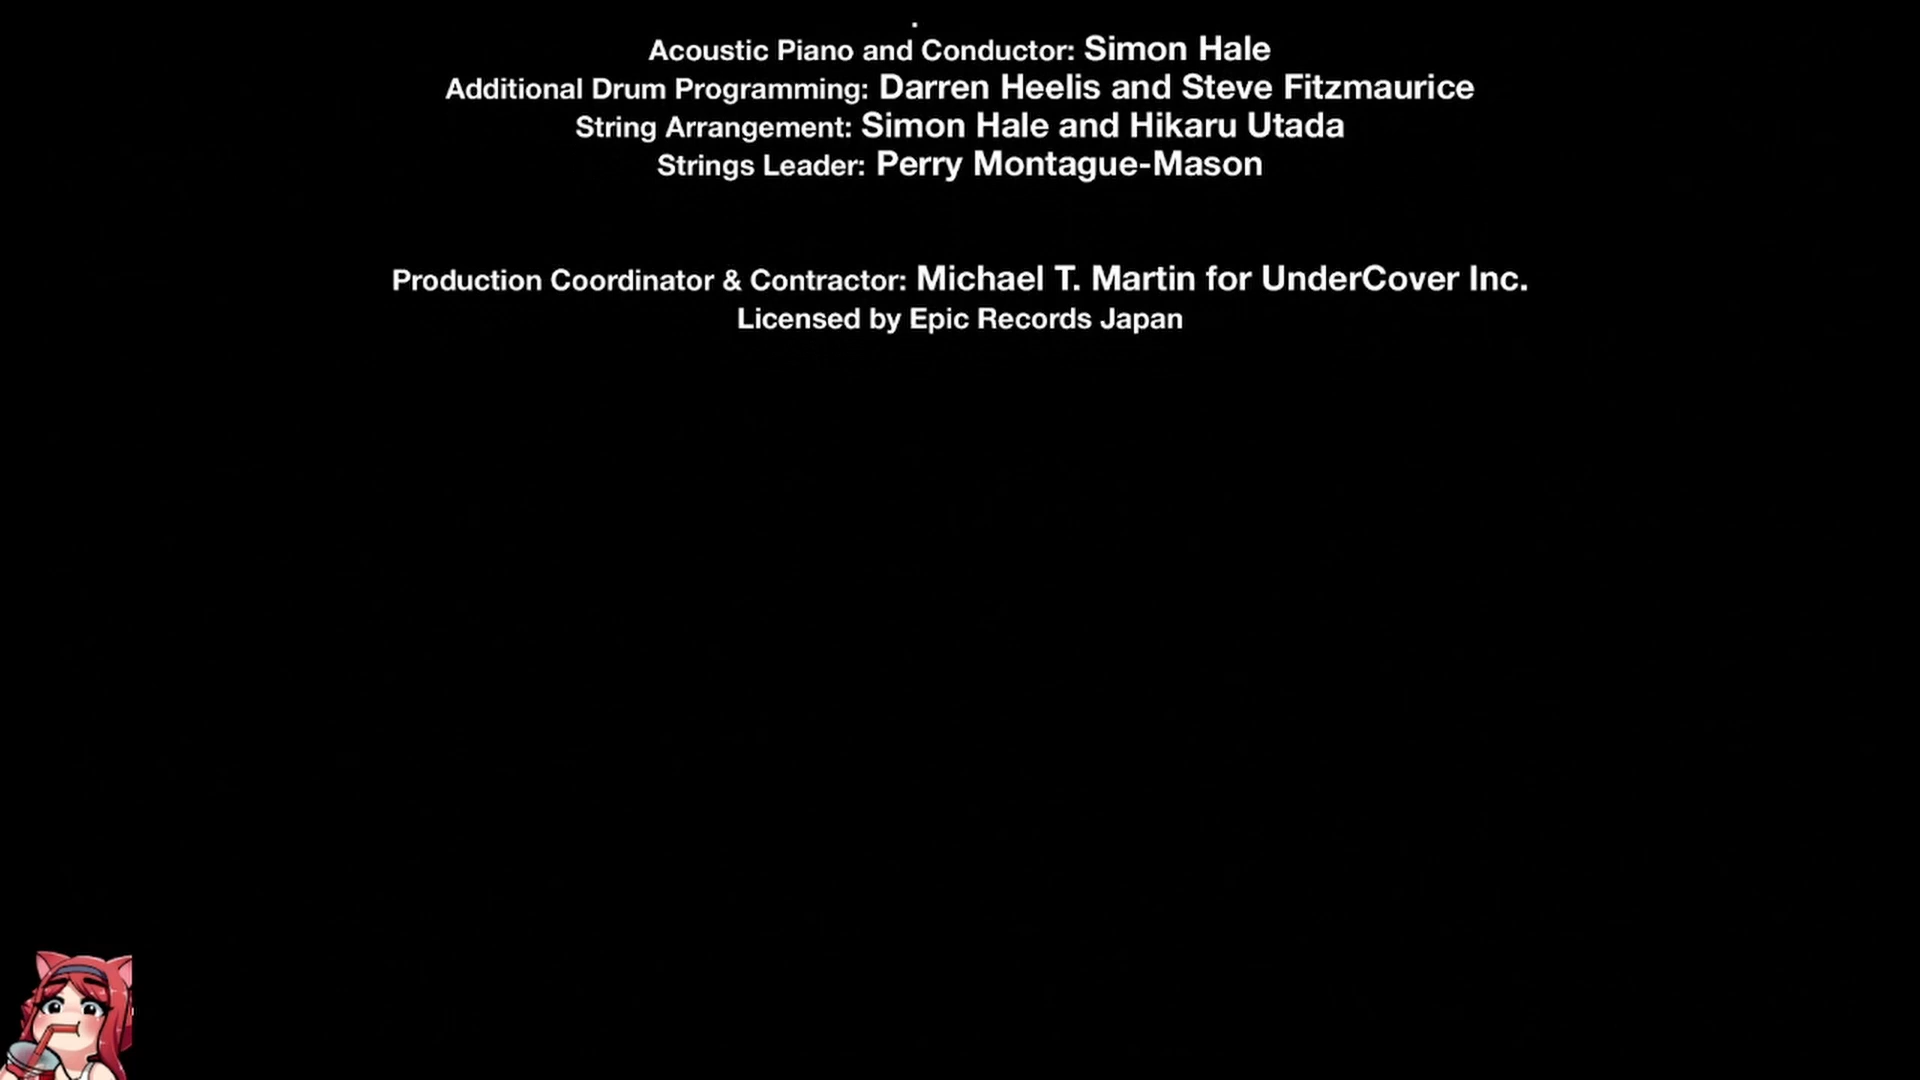 Acoustic Piano and Conductor: Simon Hale
Additional Drum Programming: Darren Heelis and Steve Fitzmaurice
String Arrangement: Simon Hale and Hikaru Utada
Strings Leader: Perry Montague-Mason
Production Coordinator & Contractor: Michael T. Martin for UnderCover Inc.
Licensed by Epic Records Japan